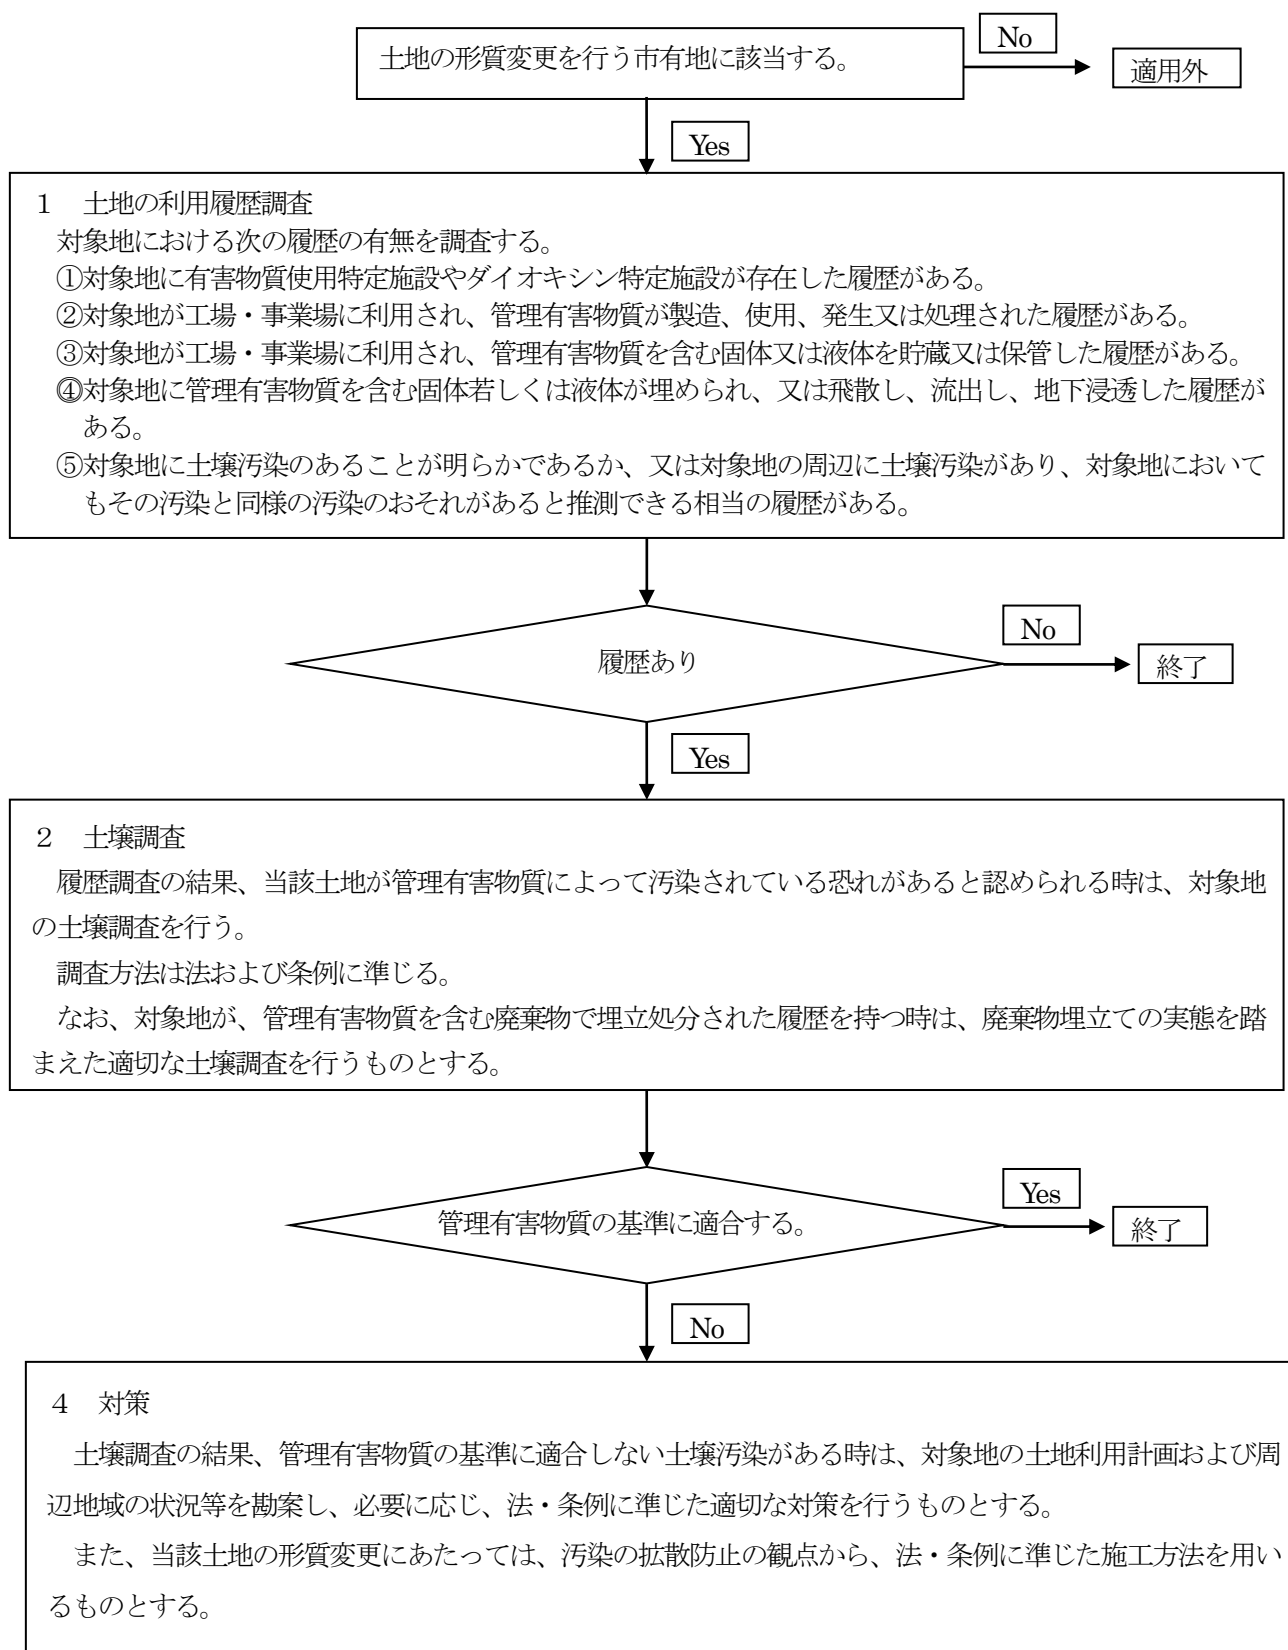 土地の形質変更を行う市有地に該当する。
No
適用外
Yes
1 土地の利用履歴調査
対象地における次の履歴の有無を調査する。
①対象地に有害物質使用特定施設やダイオキシン特定施設が存在した履歴がある。
②対象地が工場・事業場に利用され、管理有害物質が製造、使用、発生又は処理された履歴がある。
③対象地が工場・事業場に利用され、管理有害物質を含む固体又は液体を貯蔵又は保管した履歴がある。
④対象地に管理有害物質を含む固体若しくは液体が埋められ、又は飛散し、流出し、地下浸透した履歴が
ある。
⑤対象地に土壌汚染のあることが明らかであるか、又は対象地の周辺に土壌汚染があり、対象地において
もその汚染と同様の汚染のおそれがあると推測できる相当の履歴がある。
履歴あり
No
終了
Yes
2 土壌調査
履歴調査の結果、当該土地が管理有害物質によって汚染されている恐れがあると認められる時は、対象地
の土壌調査を行う。
調査方法は法および条例に準じる。
なお、対象地が、管理有害物質を含む廃棄物で埋立処分された履歴を持つ時は、廃棄物埋立ての実態を踏
まえた適切な土壌調査を行うものとする。
管理有害物質の基準に適合する。
Yes
終了
No
4 対策
土壌調査の結果、管理有害物質の基準に適合しない土壌汚染がある時は、対象地の土地利用計画および周
辺地域の状況等を勘案し、必要に応じ、法・条例に準じた適切な対策を行うものとする。
また、当該土地の形質変更にあたっては、汚染の拡散防止の観点から、法・条例に準じた施工方法を用い
るものとする。